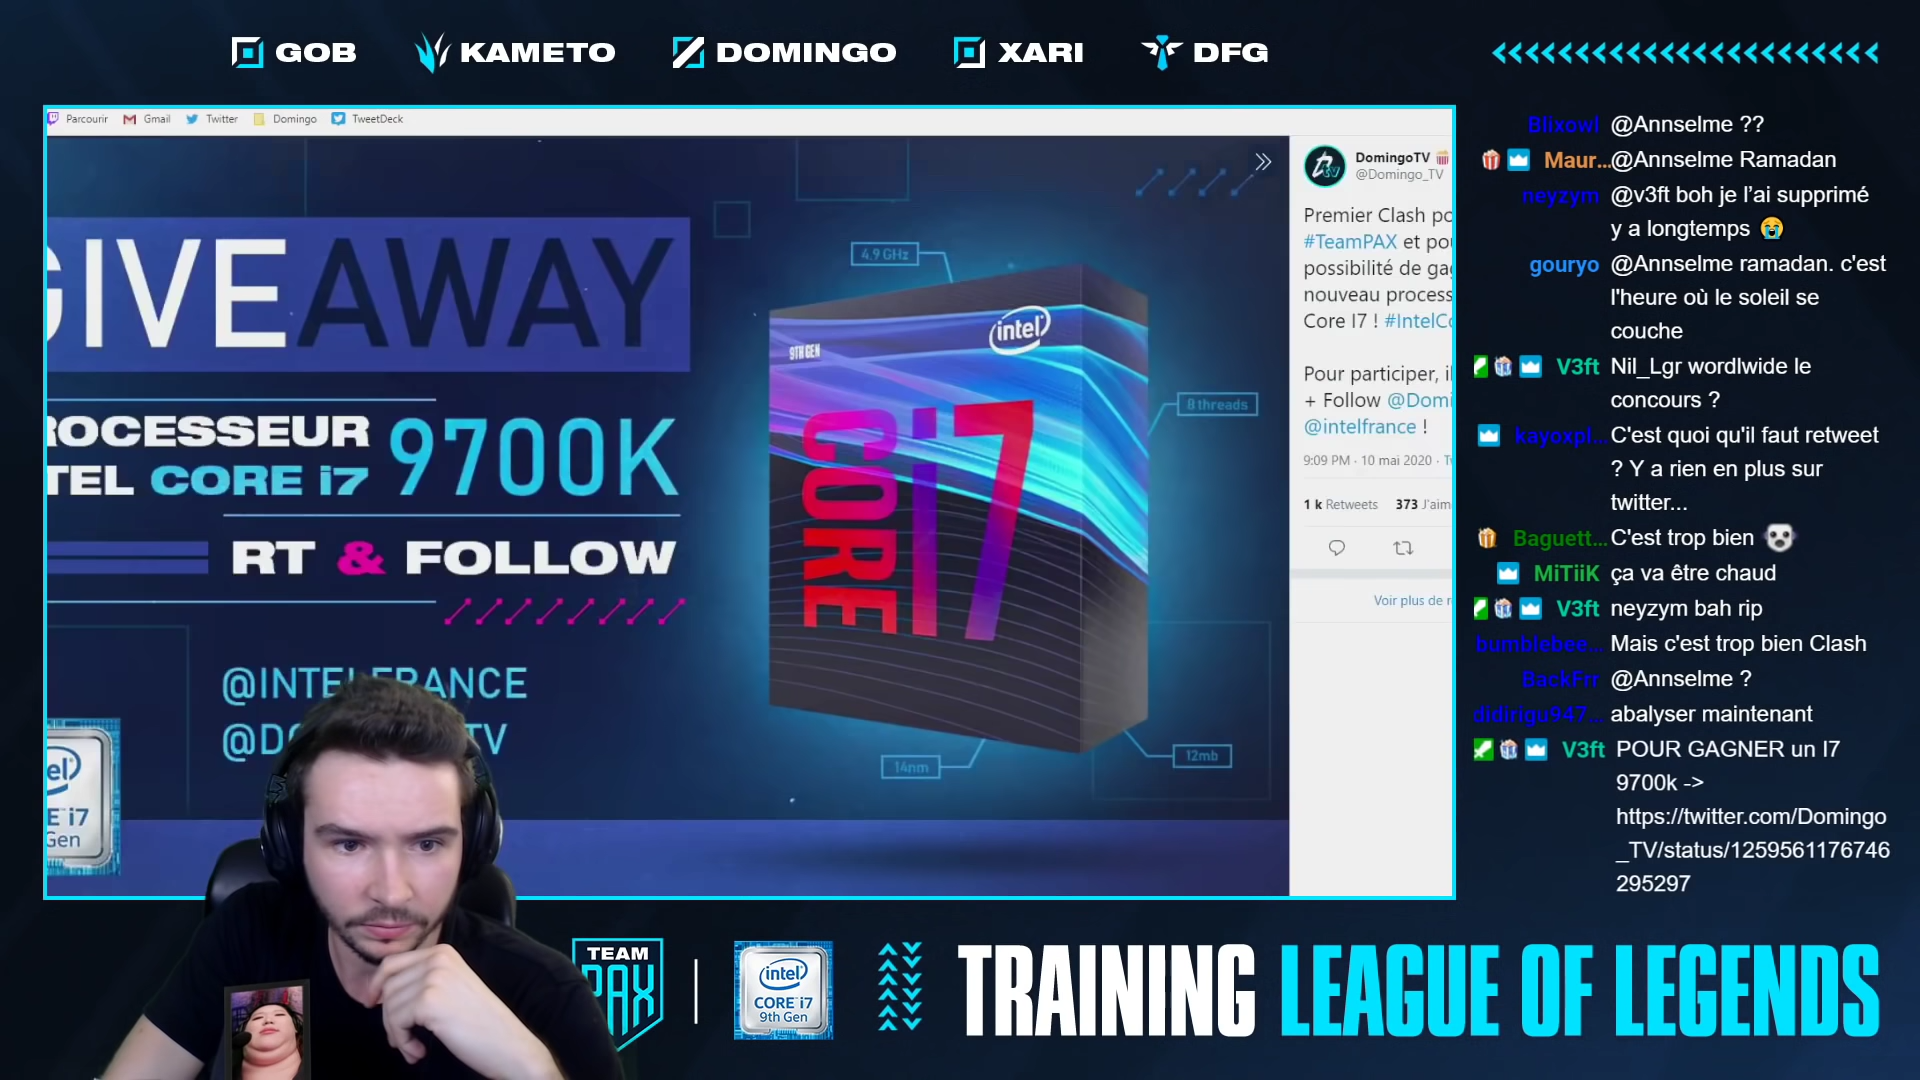 GOB
KAMETO
DOMINGO
XARI
DFG
Parcourir
Gmail
Twitter
Domingo
TweetDeck
GIVEAWAY
ROCESSEUR
TEL CORE i7
9700K
RT & FOLLOW
@INTELFRANCE
E i7
Gen
4.9 GHz
8 threads
12mb
14nm
9TH GEN
intel
CORE i7
DomingoTV
@Domingo_TV
Premier Clash po
#TeamPAX et pou
possibilité de gag
nouveau process
Core I7 ! #IntelCo
Pour participer, il
+ Follow @Domi
@intelfrance !
9:09 PM · 10 mai 2020 · Tw
1 k Retweets 373 J'aim
Voir plus de r
Blixowl @Annselme ??
Maur... @Annselme Ramadan
neyzym @v3ft boh je l’ai supprimé
y a longtemps 😭
gouryo @Annselme ramadan. c'est
l'heure où le soleil se
couche
V3ft Nil_Lgr wordlwide le
concours ?
kayoxpl... C'est quoi qu'il faut retweet
? Y a rien en plus sur
twitter...
Baguett... C'est trop bien
MiTiiK ça va être chaud
V3ft neyzym bah rip
bumblebee... Mais c'est trop bien Clash
BackFrr @Annselme ?
didirigu947... abalyser maintenant
V3ft POUR GAGNER un I7
9700k ->
https://twitter.com/Domingo
_TV/status/1259561176746
295297
TEAM
PAX
intel
CORE i7
9th Gen
TRAINING LEAGUE OF LEGENDS